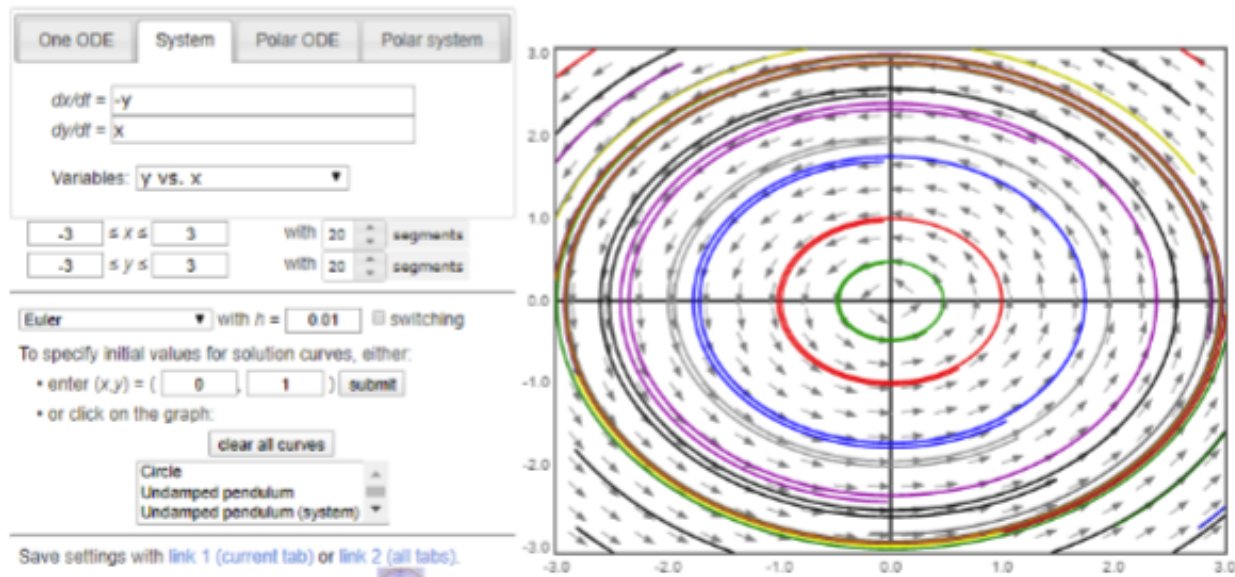 One ODE System Polar ODE Polar system
dx/dt = -y
dy/dt = x
Variables: y vs. x
-3 ≤ x ≤ 3 with 20 segments
-3 ≤ y ≤ 3 with 20 segments
Euler with h = 0.01 switching
To specify initial values for solution curves, either:
• enter (x,y) = ( 0 , 1 ) submit
• or click on the graph:
clear all curves
Circle
Undamped pendulum
Undamped pendulum (system)
Save settings with link 1 (current tab) or link 2 (all tabs).
3.0
2.0
1.0
0.0
-1.0
-2.0
-3.0
-3.0 -2.0 -1.0 0.0 1.0 2.0 3.0